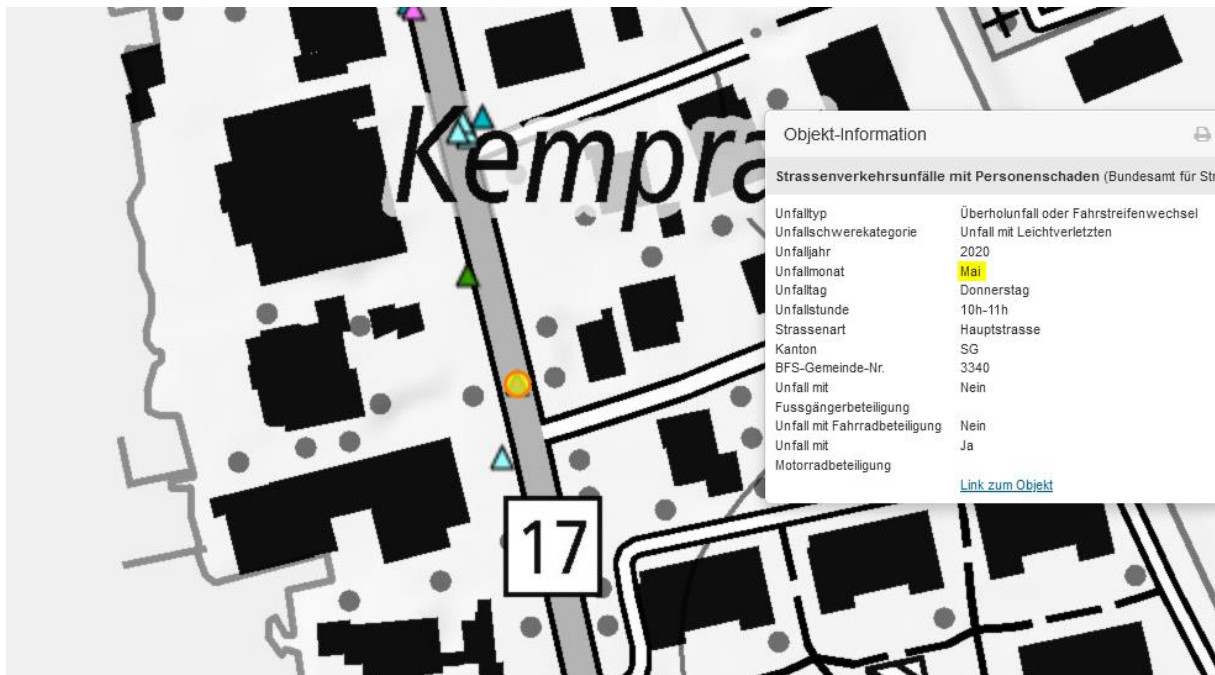 Kempra
17
Objekt-Information
Strassenverkehrsunfälle mit Personenschaden (Bundesamt für Str
Unfalltyp Überholunfall oder Fahrstreifenwechsel
Unfallschwerekategorie Unfall mit Leichtverletzten
Unfalljahr 2020
Unfallmonat Mai
Unfalltag Donnerstag
Unfallstunde 10h-11h
Strassenart Hauptstrasse
Kanton SG
BFS-Gemeinde-Nr. 3340
Unfall mit Nein
Fussgängerbeteiligung
Unfall mit Fahrradbeteiligung Nein
Unfall mit Ja
Motorradbeteiligung
Link zum Objekt